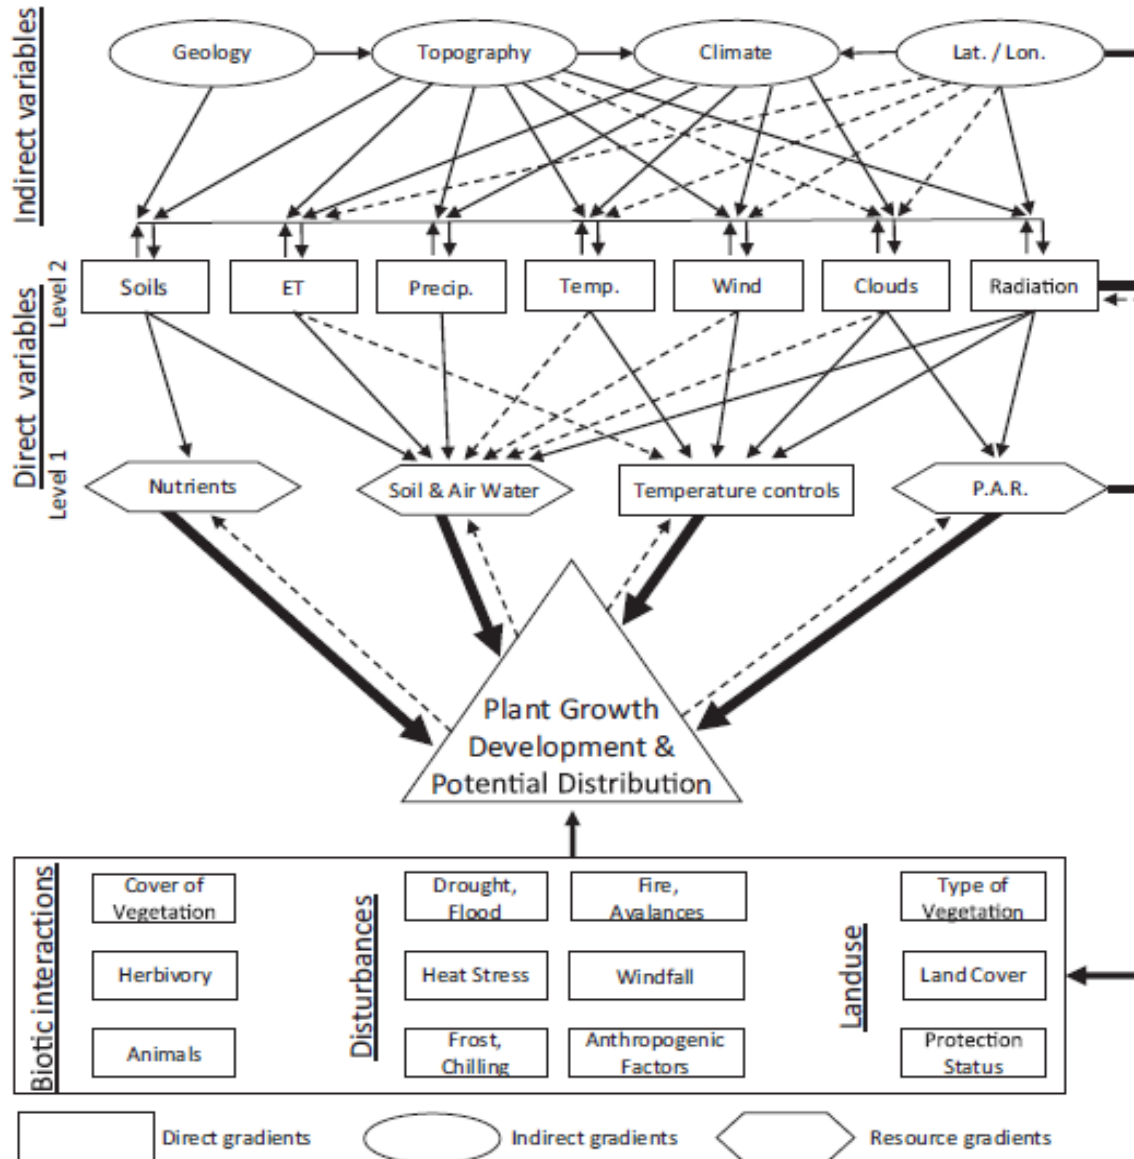 Indirect variables
Geology
Topography
Climate
Lat. / Lon.
Direct variables
Level 2
Soils
ET
Precip.
Temp.
Wind
Clouds
Radiation
Level 1
Nutrients
Soil & Air Water
Temperature controls
P.A.R.
Plant Growth
Development &
Potential Distribution
Biotic interactions
Cover of
Vegetation
Herbivory
Animals
Disturbances
Drought,
Flood
Fire,
Avalances
Heat Stress
Windfall
Frost,
Chilling
Anthropogenic
Factors
Landuse
Type of
Vegetation
Land Cover
Protection
Status
Direct gradients
Indirect gradients
Resource gradients